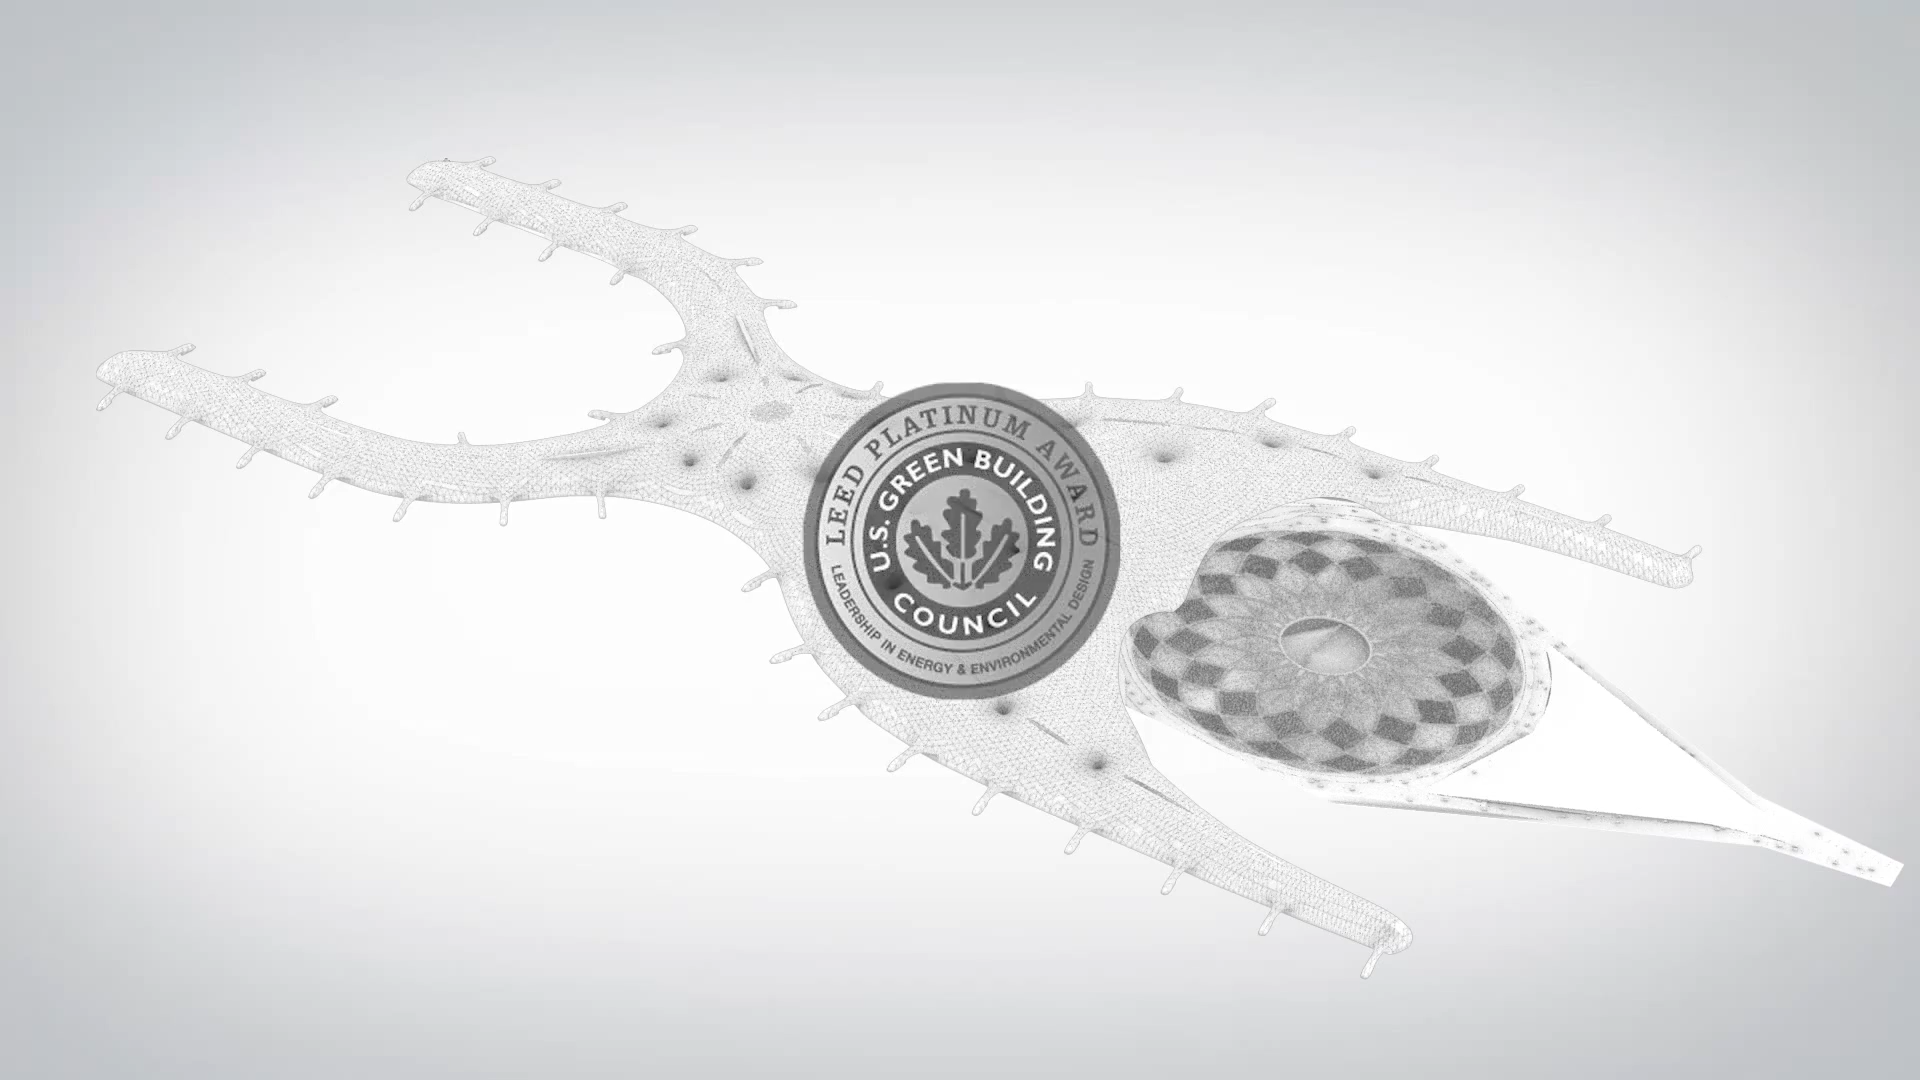 LEED PLATINUM AWARD
U.S. GREEN BUILDING
COUNCIL
LEADERSHIP IN ENERGY & ENVIRONMENTAL DESIGN